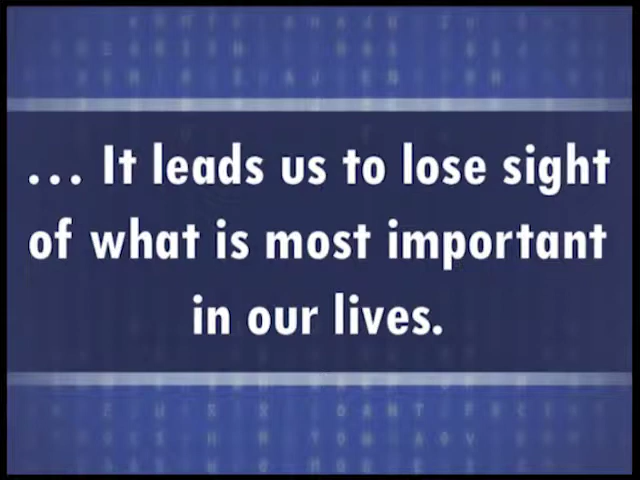 … It leads us to lose sight
of what is most important
in our lives.